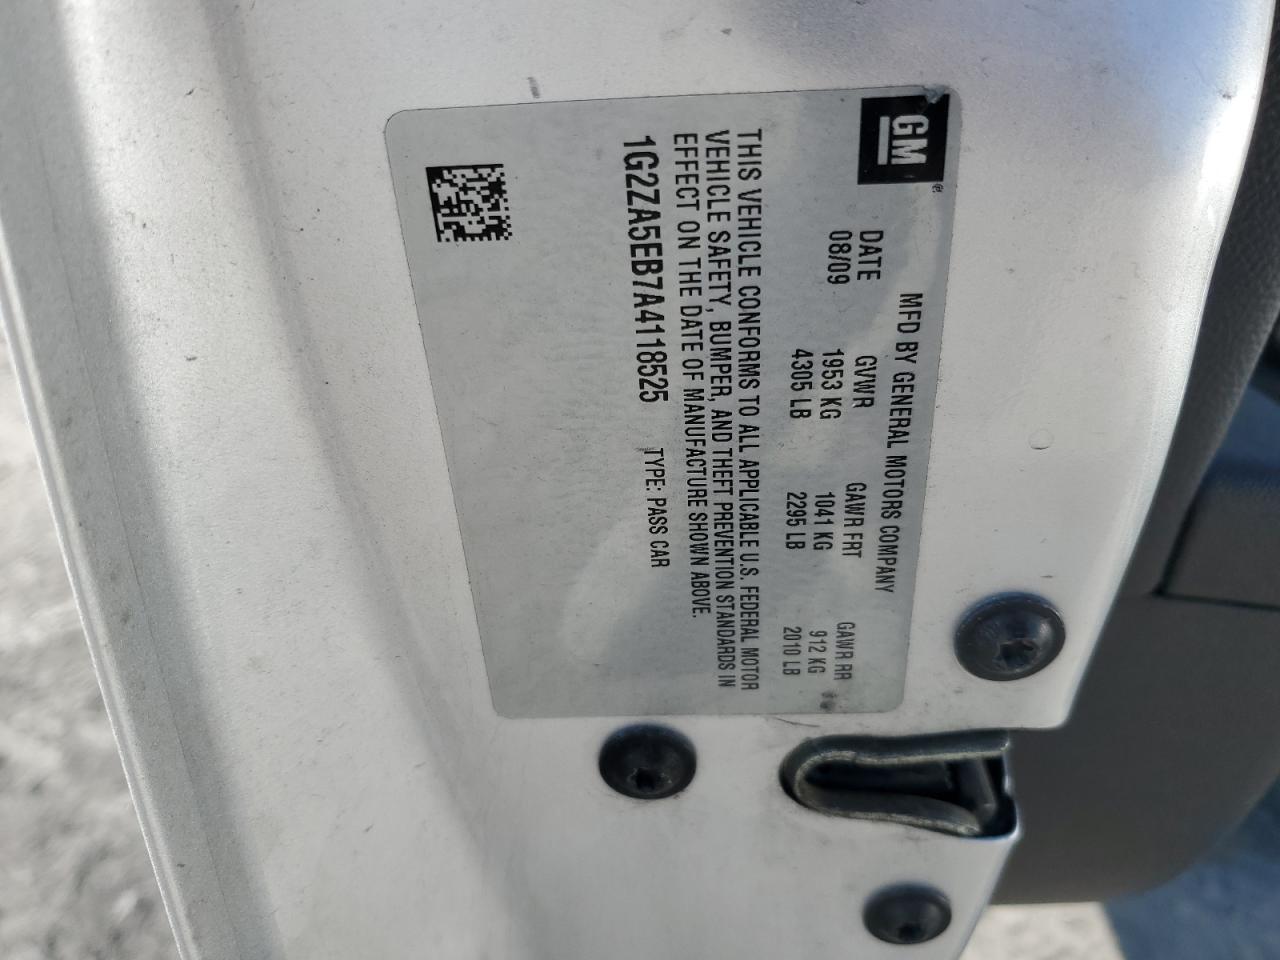 GM
®
MFD BY GENERAL MOTORS COMPANY
DATE GVWR GAWR FRT GAWR RR
08/09 1953 KG 1041 KG 912 KG
4305 LB 2295 LB 2010 LB
THIS VEHICLE CONFORMS TO ALL APPLICABLE U.S. FEDERAL MOTOR
VEHICLE SAFETY, BUMPER, AND THEFT PREVENTION STANDARDS IN
EFFECT ON THE DATE OF MANUFACTURE SHOWN ABOVE.
1G2ZA5EB7A4118525 TYPE: PASS CAR